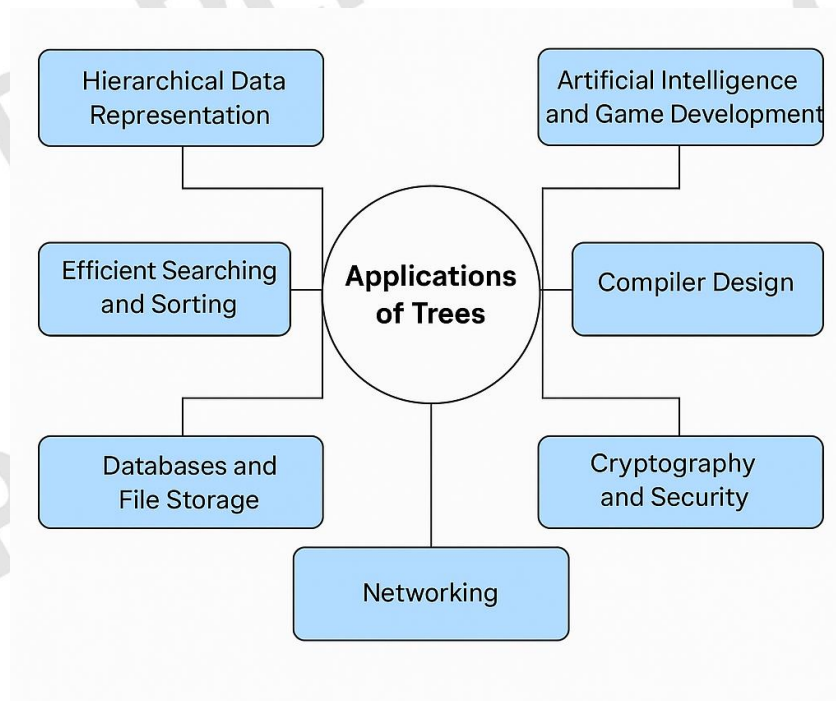 Hierarchical Data
Representation
Artificial Intelligence
and Game Development
Efficient Searching
and Sorting
Applications
of Trees
Compiler Design
Databases and
File Storage
Cryptography
and Security
Networking